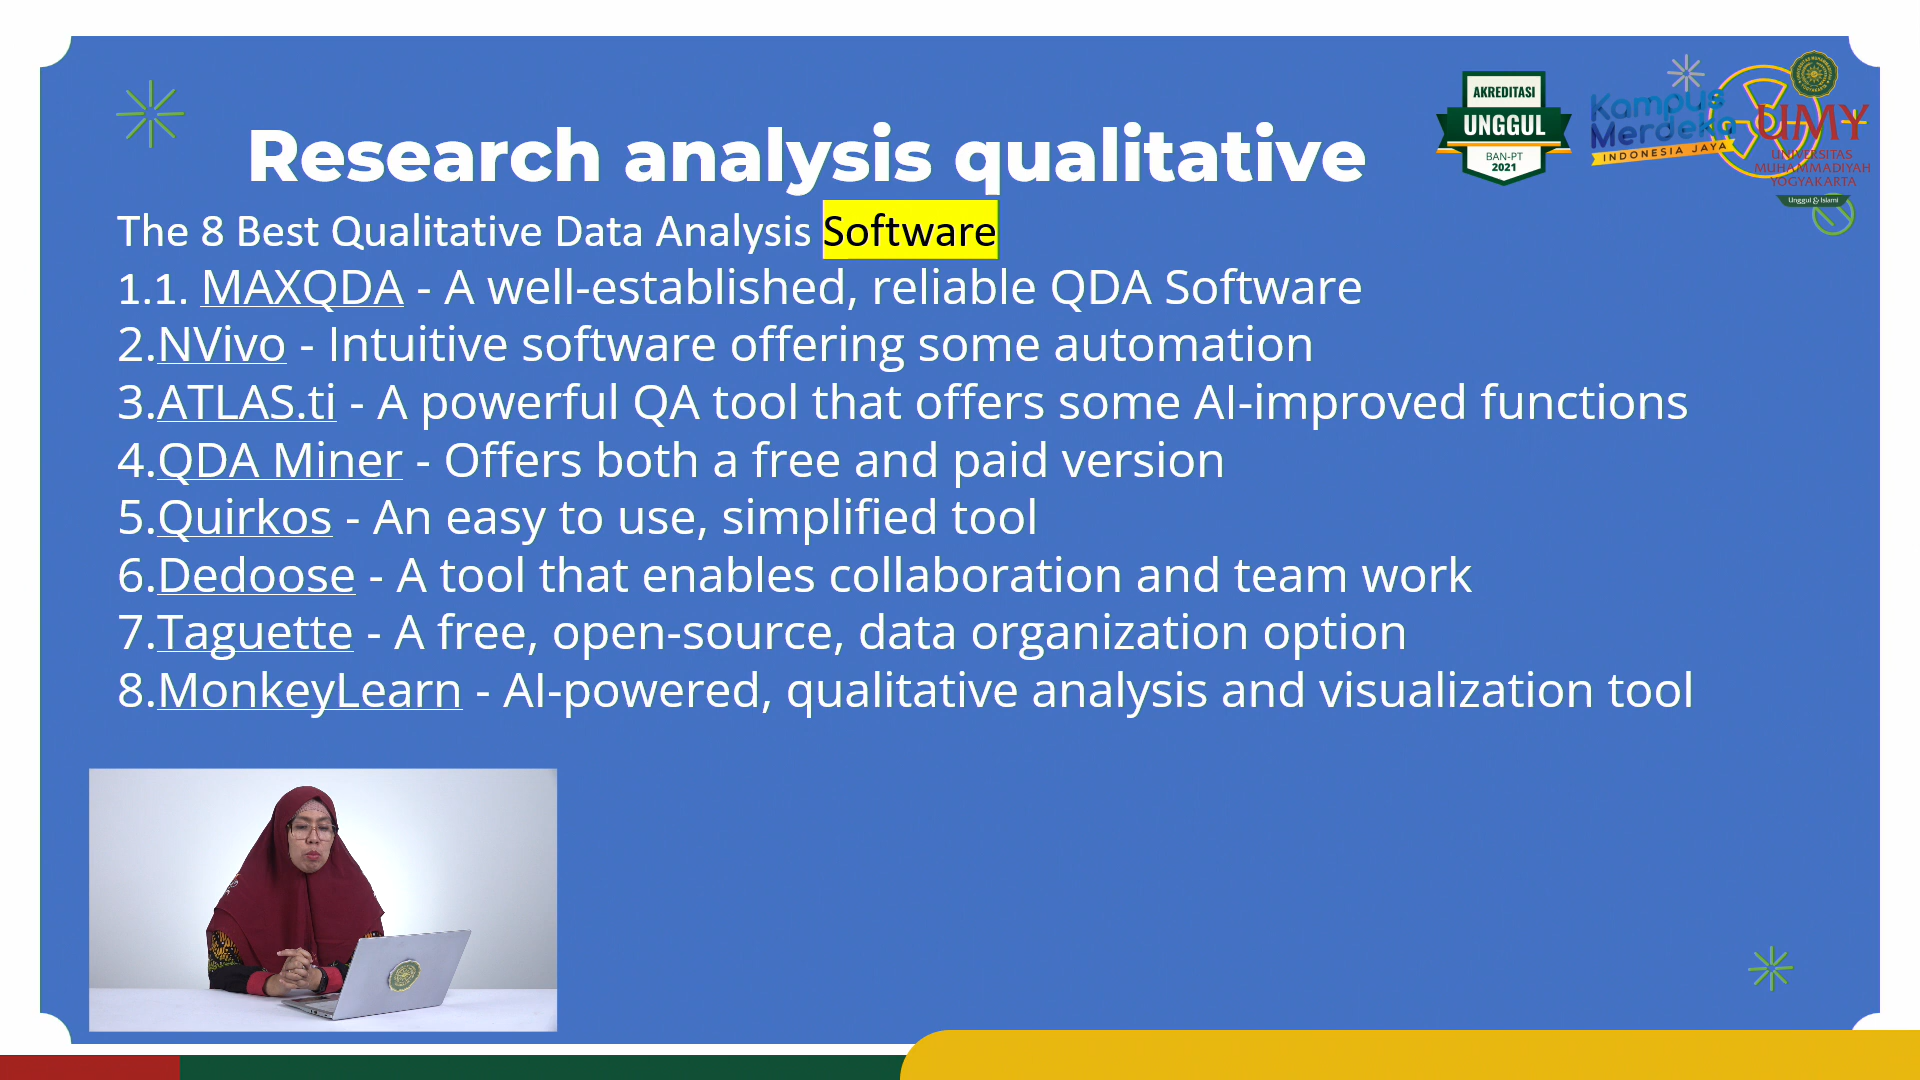 Research analysis qualitative
AKREDITASI
UNGGUL
BAN-PT
2021
Kampus
Merdeka
INDONESIA JAYA
UMY
UNIVERSITAS
MUHAMMADIYAH
YOGYAKARTA
Unggul & Islami
The 8 Best Qualitative Data Analysis Software
1.1. MAXQDA - A well-established, reliable QDA Software
2.NVivo - Intuitive software offering some automation
3.ATLAS.ti - A powerful QA tool that offers some AI-improved functions
4.QDA Miner - Offers both a free and paid version
5.Quirkos - An easy to use, simplified tool
6.Dedoose - A tool that enables collaboration and team work
7.Taguette - A free, open-source, data organization option
8.MonkeyLearn - AI-powered, qualitative analysis and visualization tool